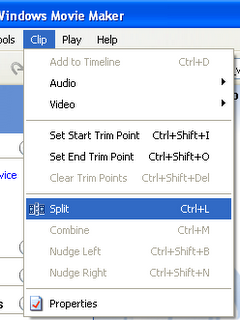 Windows Movie Maker
ools Clip Play Help
Add to Timeline Ctrl+D
Audio
Video
Set Start Trim Point Ctrl+Shift+I
Set End Trim Point Ctrl+Shift+O
Clear Trim Points Ctrl+Shift+Del
vice
Split Ctrl+L
Combine Ctrl+M
Nudge Left Ctrl+Shift+B
Nudge Right Ctrl+Shift+N
Properties